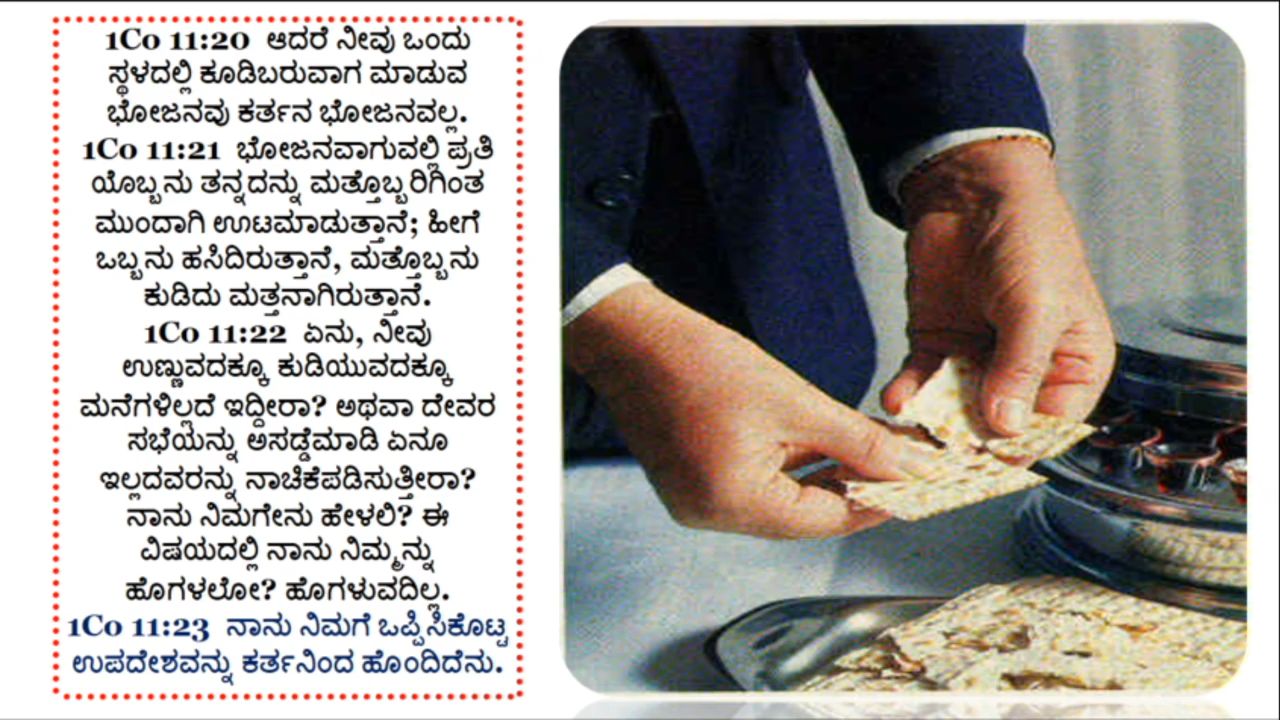 1Co 11:20 ಆದರೆ ನೀವು ಒಂದು
ಸ್ಥಳದಲ್ಲಿ ಕೂಡಿಬರುವಾಗ ಮಾಡುವ
ಭೋಜನವು ಕರ್ತನ ಭೋಜನವಲ್ಲ.
1Co 11:21 ಭೋಜನವಾಗುವಲ್ಲಿ ಪ್ರತಿ
ಯೊಬ್ಬನು ತನ್ನದನ್ನು ಮತ್ತೊಬ್ಬರಿಗಿಂತ
ಮುಂದಾಗಿ ಊಟಮಾಡುತ್ತಾನೆ; ಹೀಗೆ
ಒಬ್ಬನು ಹಸಿದಿರುತ್ತಾನೆ, ಮತ್ತೊಬ್ಬನು
ಕುಡಿದು ಮತ್ತನಾಗಿರುತ್ತಾನೆ.
1Co 11:22 ಏನು, ನೀವು
ಉಣ್ಣುವದಕ್ಕೂ ಕುಡಿಯುವದಕ್ಕೂ
ಮನೆಗಳಿಲ್ಲದೆ ಇದ್ದೀರಾ? ಅಥವಾ ದೇವರ
ಸಭೆಯನ್ನು ಅಸಡ್ಡೆಮಾಡಿ ಏನೂ
ಇಲ್ಲದವರನ್ನು ನಾಚಿಕೆಪಡಿಸುತ್ತೀರಾ?
ನಾನು ನಿಮಗೇನು ಹೇಳಲಿ? ಈ
ವಿಷಯದಲ್ಲಿ ನಾನು ನಿಮ್ಮನ್ನು
ಹೊಗಳಲೋ? ಹೊಗಳುವದಿಲ್ಲ.
1Co 11:23 ನಾನು ನಿಮಗೆ ಒಪ್ಪಿಸಿಕೊಟ್ಟ
ಉಪದೇಶವನ್ನು ಕರ್ತನಿಂದ ಹೊಂದಿದೆನು.